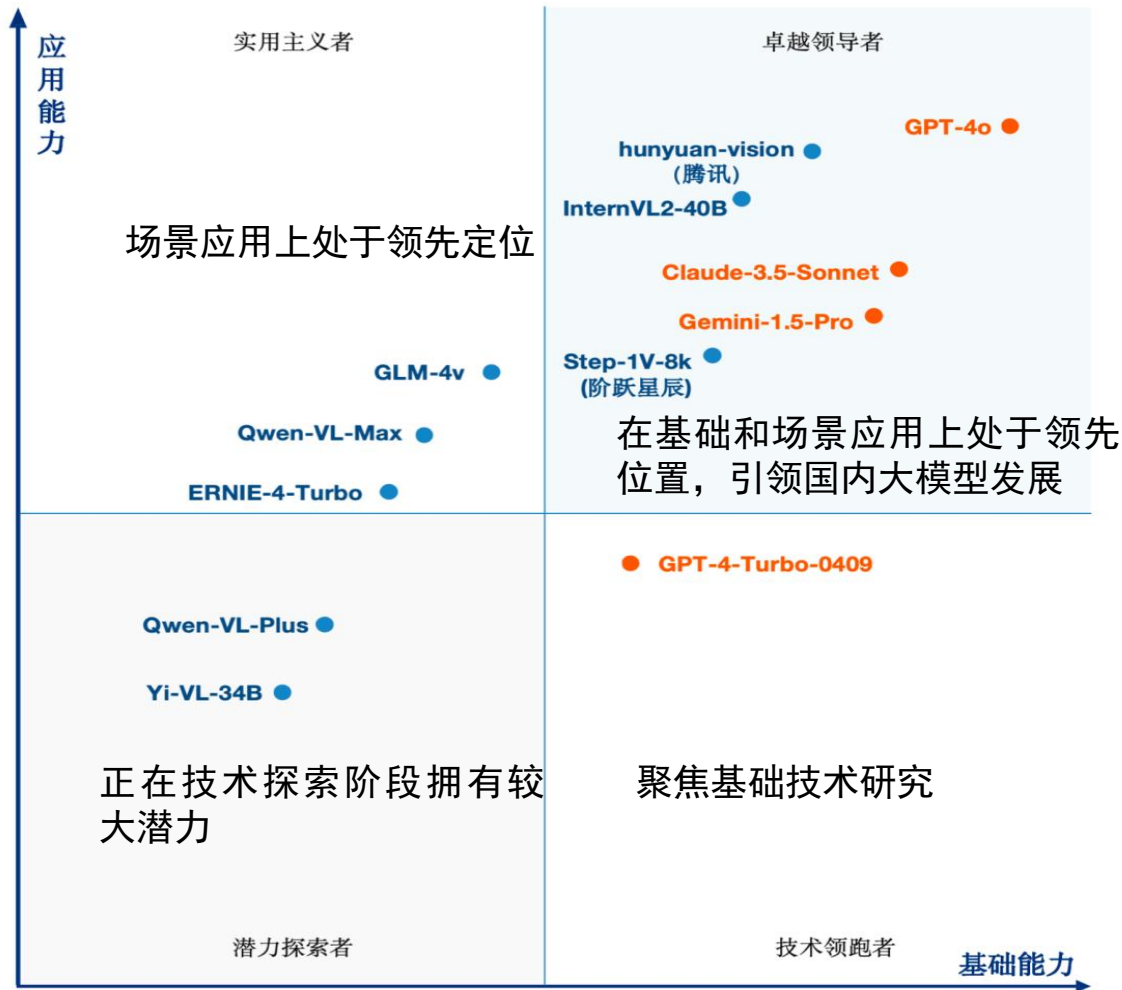 应用能力
实用主义者
卓越领导者
GPT-4o
hunyuan-vision
(腾讯)
InternVL2-40B
场景应用上处于领先定位
Claude-3.5-Sonnet
Gemini-1.5-Pro
Step-1V-8k
(阶跃星辰)
GLM-4v
Qwen-VL-Max
在基础和场景应用上处于领先
位置，引领国内大模型发展
ERNIE-4-Turbo
GPT-4-Turbo-0409
Qwen-VL-Plus
Yi-VL-34B
正在技术探索阶段拥有较
大潜力
聚焦基础技术研究
潜力探索者
技术领跑者
基础能力